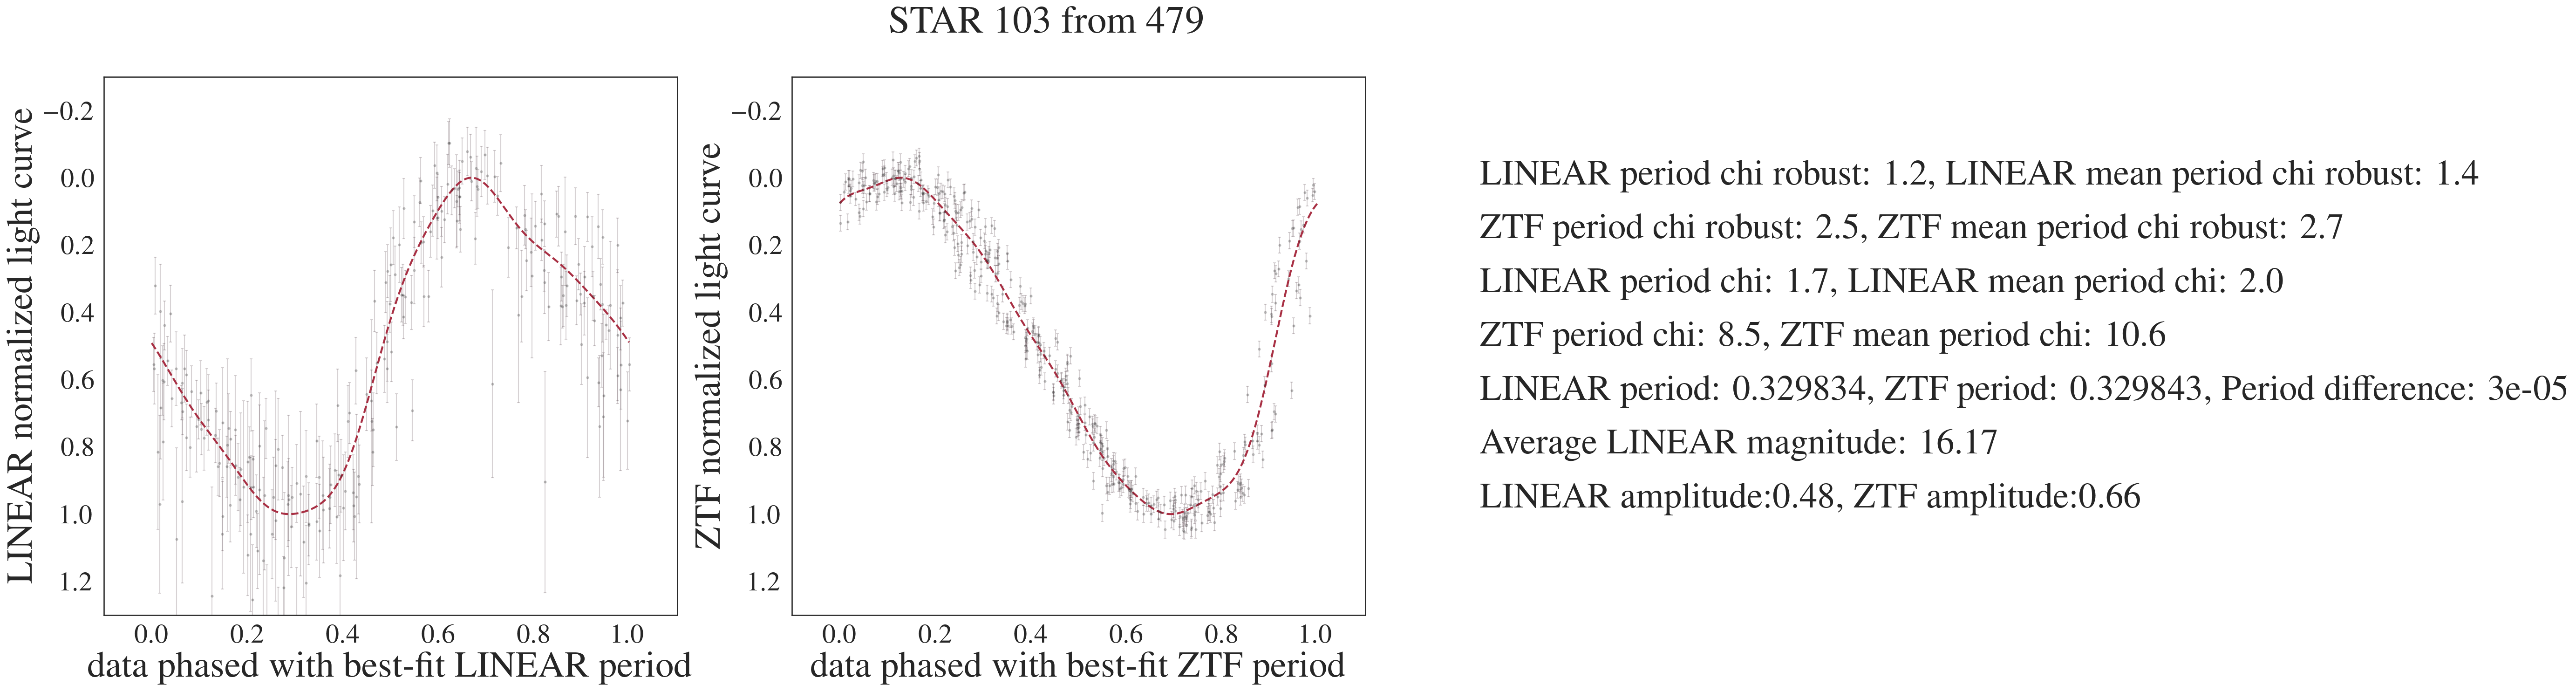 STAR 103 from 479
LINEAR normalized light curve
−0.2
0.0
0.2
0.4
0.6
0.8
1.0
1.2
0.0 0.2 0.4 0.6 0.8 1.0
data phased with best-fit LINEAR period
ZTF normalized light curve
−0.2
0.0
0.2
0.4
0.6
0.8
1.0
1.2
0.0 0.2 0.4 0.6 0.8 1.0
data phased with best-fit ZTF period
LINEAR period chi robust: 1.2, LINEAR mean period chi robust: 1.4
ZTF period chi robust: 2.5, ZTF mean period chi robust: 2.7
LINEAR period chi: 1.7, LINEAR mean period chi: 2.0
ZTF period chi: 8.5, ZTF mean period chi: 10.6
LINEAR period: 0.329834, ZTF period: 0.329843, Period difference: 3e-05
Average LINEAR magnitude: 16.17
LINEAR amplitude:0.48, ZTF amplitude:0.66